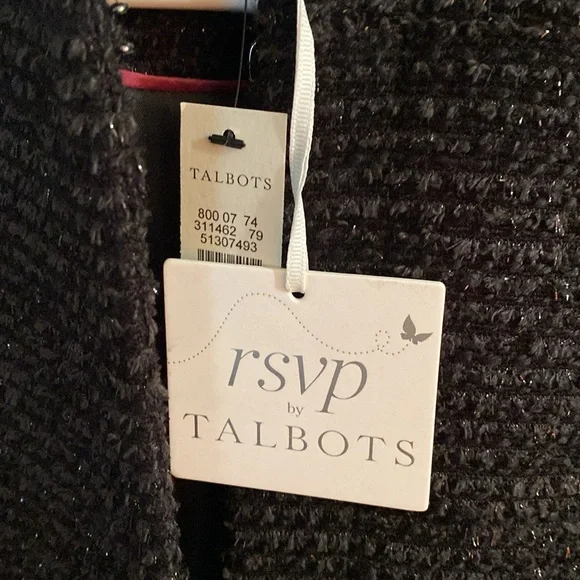 TALBOTS
800 07 74
311462 79
51307493
rsvp
by
TALBOTS